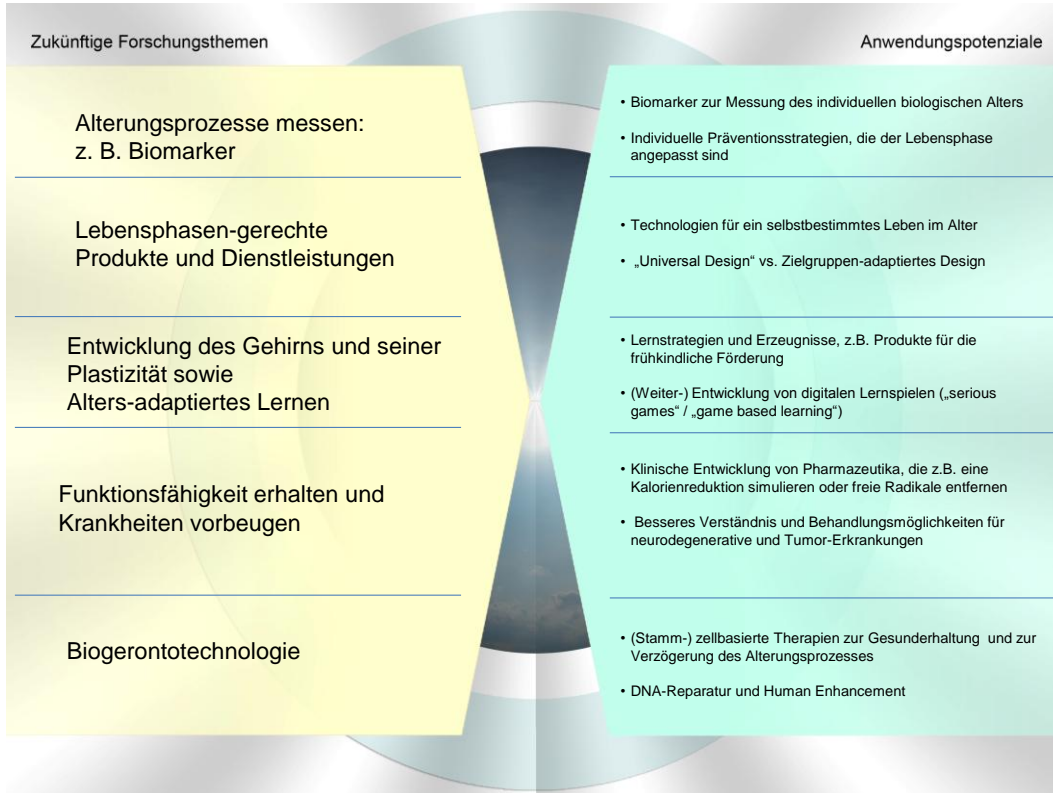 Zukünftige Forschungsthemen
Anwendungspotenziale
Alterungsprozesse messen:
z. B. Biomarker
• Biomarker zur Messung des individuellen biologischen Alters
• Individuelle Präventionsstrategien, die der Lebensphase
angepasst sind
Lebensphasen-gerechte
Produkte und Dienstleistungen
• Technologien für ein selbstbestimmtes Leben im Alter
• „Universal Design“ vs. Zielgruppen-adaptiertes Design
Entwicklung des Gehirns und seiner
Plastizität sowie
Alters-adaptiertes Lernen
• Lernstrategien und Erzeugnisse, z.B. Produkte für die
frühkindliche Förderung
• (Weiter-) Entwicklung von digitalen Lernspielen („serious
games“ / „game based learning“)
Funktionsfähigkeit erhalten und
Krankheiten vorbeugen
• Klinische Entwicklung von Pharmazeutika, die z.B. eine
Kalorienreduktion simulieren oder freie Radikale entfernen
• Besseres Verständnis und Behandlungsmöglichkeiten für
neurodegenerative und Tumor-Erkrankungen
Biogerontotechnologie
• (Stamm-) zellbasierte Therapien zur Gesunderhaltung und zur
Verzögerung des Alterungsprozesses
• DNA-Reparatur und Human Enhancement